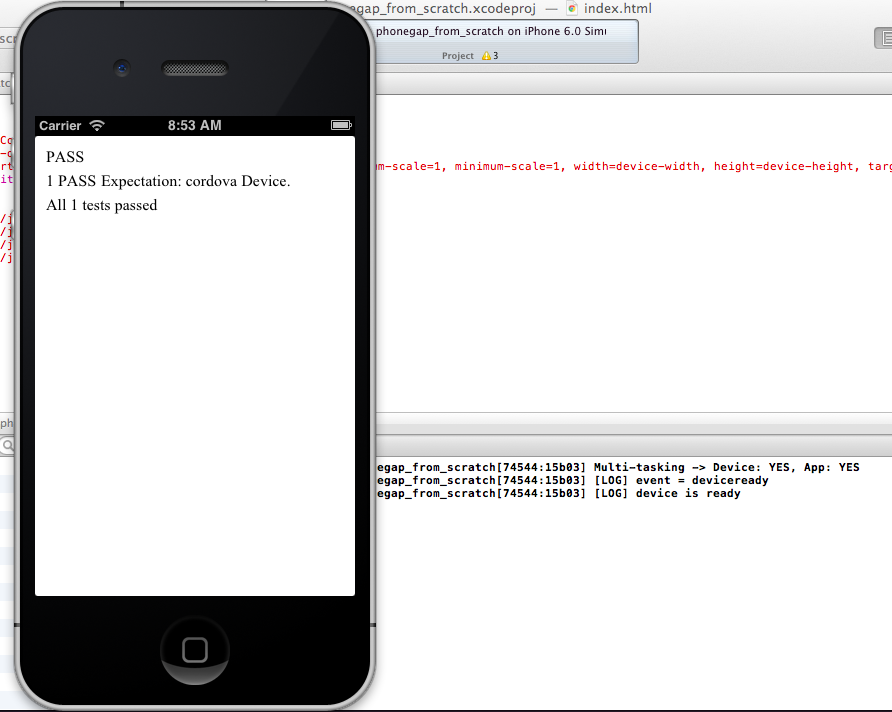 egap_from_scratch.xcodeproj — index.html
phonegap_from_scratch on iPhone 6.0 Simu
Project 3
Carrier 8:53 AM
PASS
1 PASS Expectation: cordova Device.
All 1 tests passed
m-scale=1, minimum-scale=1, width=device-width, height=device-height, targ
/j
/j
/j
/j
ph
egap_from_scratch[74544:15b03] Multi-tasking -> Device: YES, App: YES
egap_from_scratch[74544:15b03] [LOG] event = deviceready
egap_from_scratch[74544:15b03] [LOG] device is ready